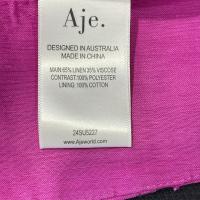 Aje.
DESIGNED IN AUSTRALIA
MADE IN CHINA
MAIN:65% LINEN 35% VISCOSE
CONTRAST:100% POLYESTER
LINING: 100% COTTON
24SU5227
www.Ajeworld.com